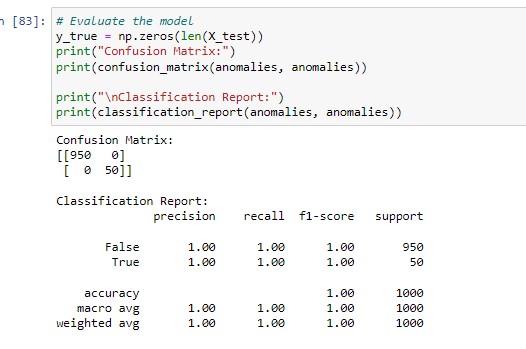 n [83]: # Evaluate the model
y_true = np.zeros(len(X_test))
print("Confusion Matrix:")
print(confusion_matrix(anomalies, anomalies))
print("\nClassification Report:")
print(classification_report(anomalies, anomalies))
Confusion Matrix:
[[950 0]
[ 0 50]]
Classification Report:
precision recall f1-score support
False 1.00 1.00 1.00 950
True 1.00 1.00 1.00 50
accuracy 1.00 1000
macro avg 1.00 1.00 1.00 1000
weighted avg 1.00 1.00 1.00 1000